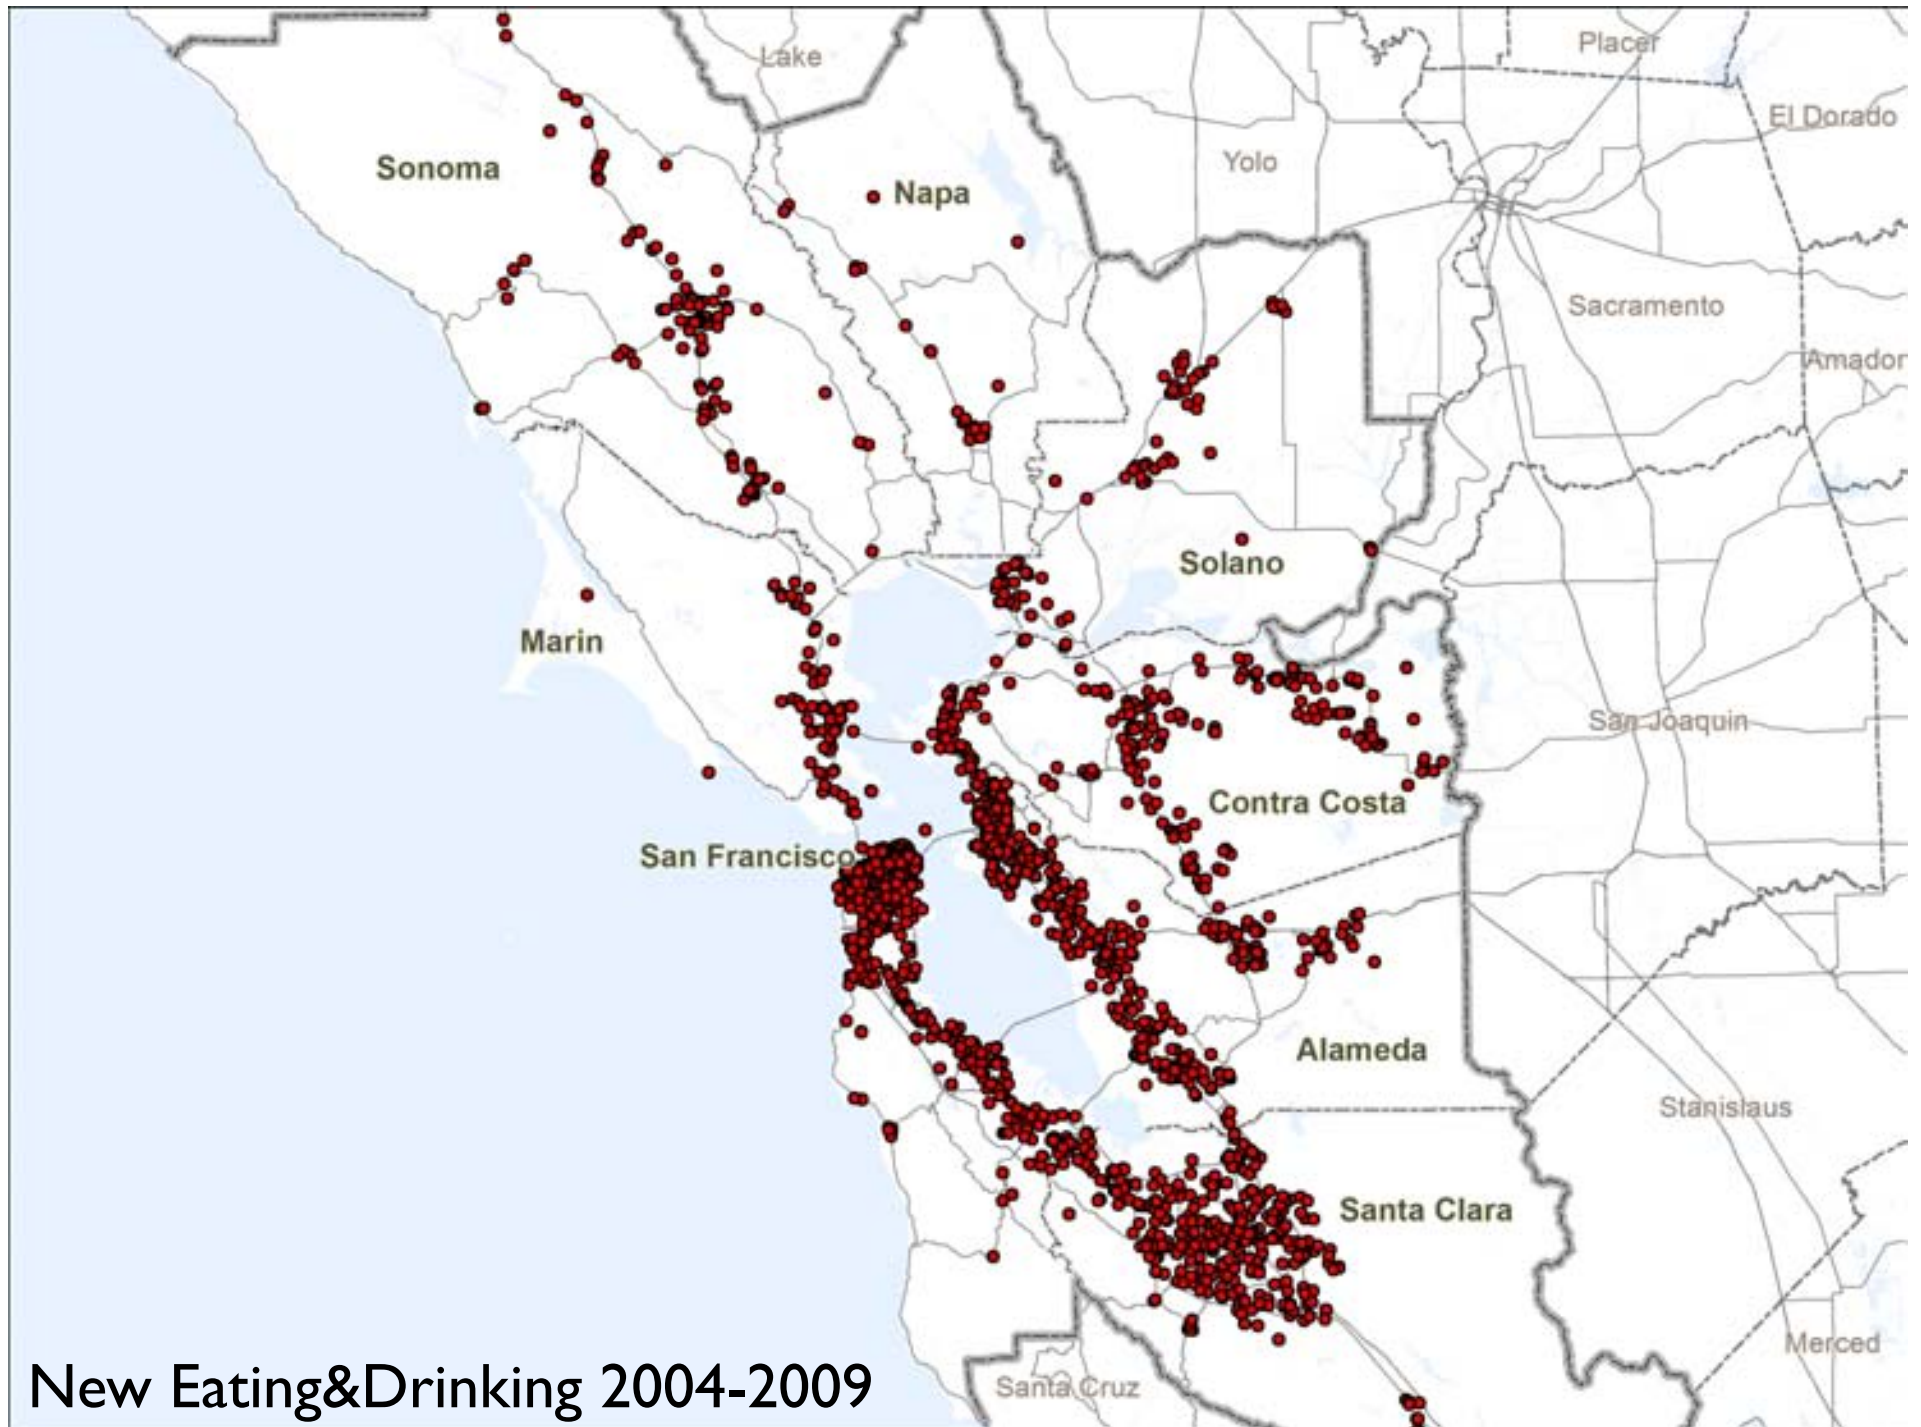 Lake
Placer
El Dorado
Sonoma
Napa
Yolo
Sacramento
Amador
Solano
Marin
San Joaquin
Contra Costa
San Francisco
Alameda
Stanislaus
Santa Clara
Merced
Santa Cruz
New Eating&Drinking 2004-2009